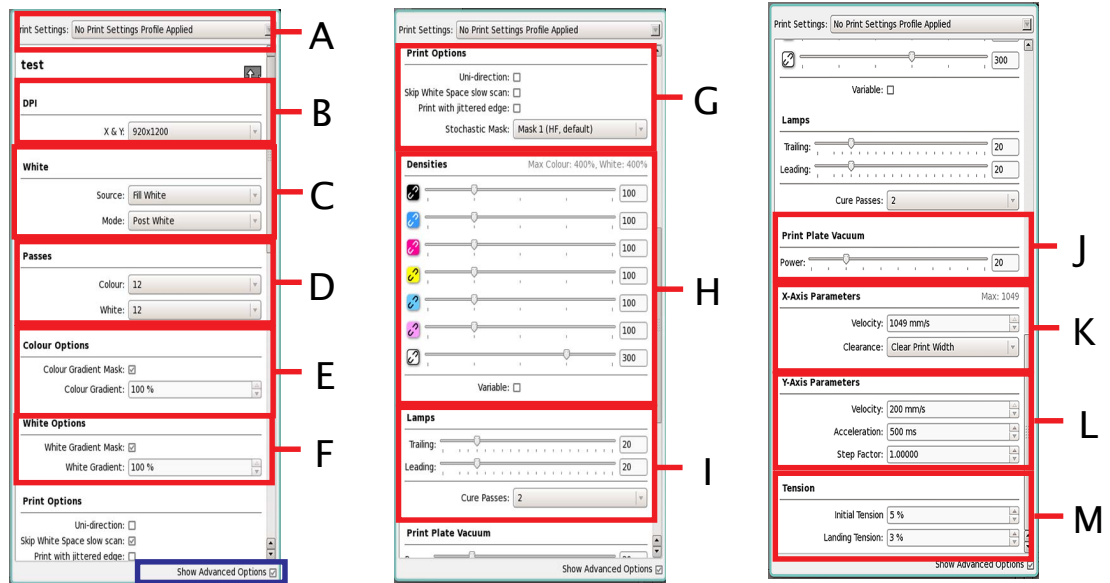 rint Settings: No Print Settings Profile Applied
A
test
DPI
X & Y: 920x1200
B
White
Source: Fill White
Mode: Post White
C
Passes
Colour: 12
White: 12
D
Colour Options
Colour Gradient Mask:
Colour Gradient: 100 %
E
White Options
White Gradient Mask:
White Gradient: 100 %
F
Print Options
Uni-direction:
Skip White Space slow scan:
Print with jittered edge:
Show Advanced Options
Print Settings: No Print Settings Profile Applied
Print Options
Uni-direction:
Skip White Space slow scan:
Print with jittered edge:
Stochastic Mask: Mask 1 (HF, default)
G
Densities Max Colour: 400%, White: 400%
100
100
100
100
100
100
300
Variable:
H
Lamps
Trailing: 20
Leading: 20
Cure Passes: 2
I
Print Plate Vacuum
Show Advanced Options
Print Settings: No Print Settings Profile Applied
300
Variable:
Lamps
Trailing: 20
Leading: 20
Cure Passes: 2
Print Plate Vacuum
Power: 20
J
X-Axis Parameters Max: 1049
Velocity: 1049 mm/s
Clearance: Clear Print Width
K
Y-Axis Parameters
Velocity: 200 mm/s
Acceleration: 500 ms
Step Factor: 1.00000
L
Tension
Initial Tension 5 %
Landing Tension: 3 %
M
Show Advanced Options